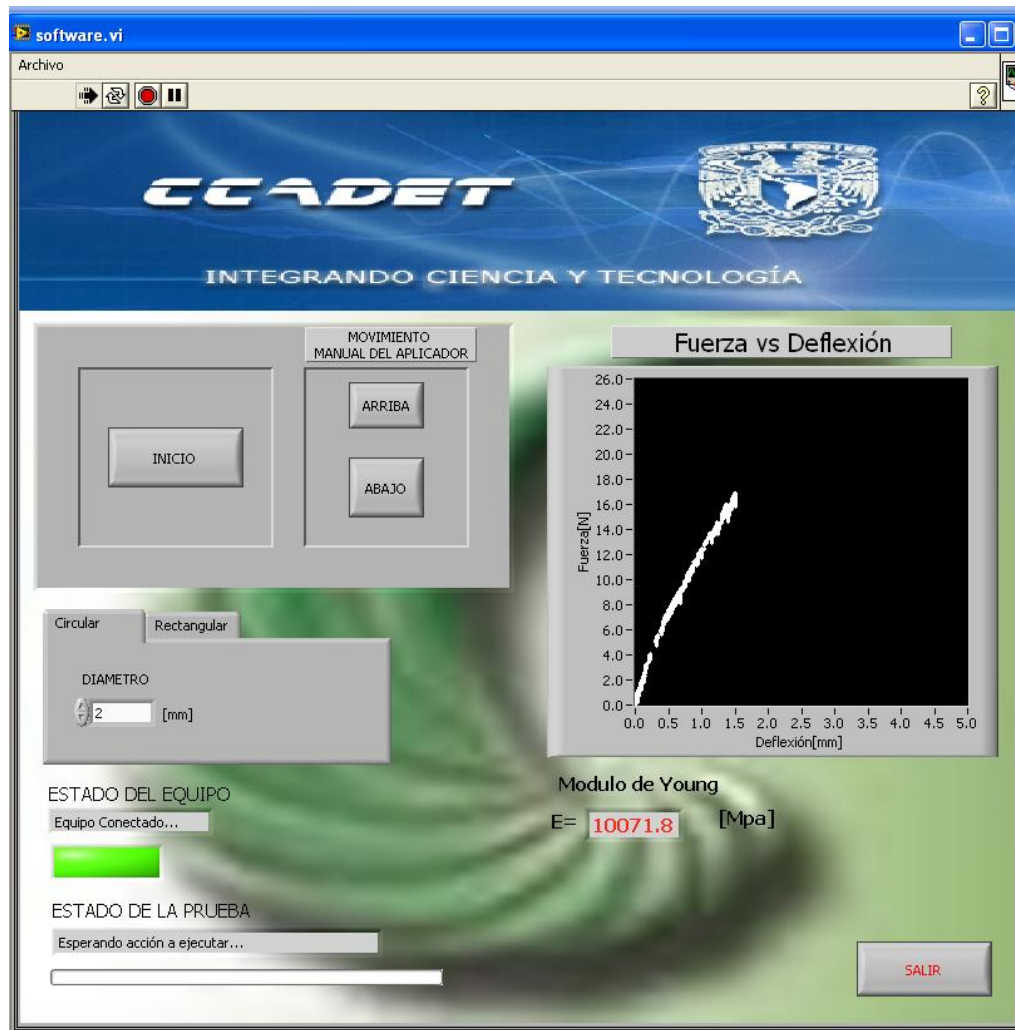 software.vi
Archivo
CCADET
INTEGRANDO CIENCIA Y TECNOLOGÍA
MOVIMIENTO
MANUAL DEL APLICADOR
INICIO
ARRIBA
ABAJO
Circular
Rectangular
DIAMETRO
2 [mm]
ESTADO DEL EQUIPO
Equipo Conectado...
ESTADO DE LA PRUEBA
Esperando acción a ejecutar...
Fuerza vs Deflexión
Fuerza[N]
26.0
24.0
22.0
20.0
18.0
16.0
14.0
12.0
10.0
8.0
6.0
4.0
2.0
0.0
0.0 0.5 1.0 1.5 2.0 2.5 3.0 3.5 4.0 4.5 5.0
Deflexión[mm]
Modulo de Young
E= 10071.8 [Mpa]
SALIR